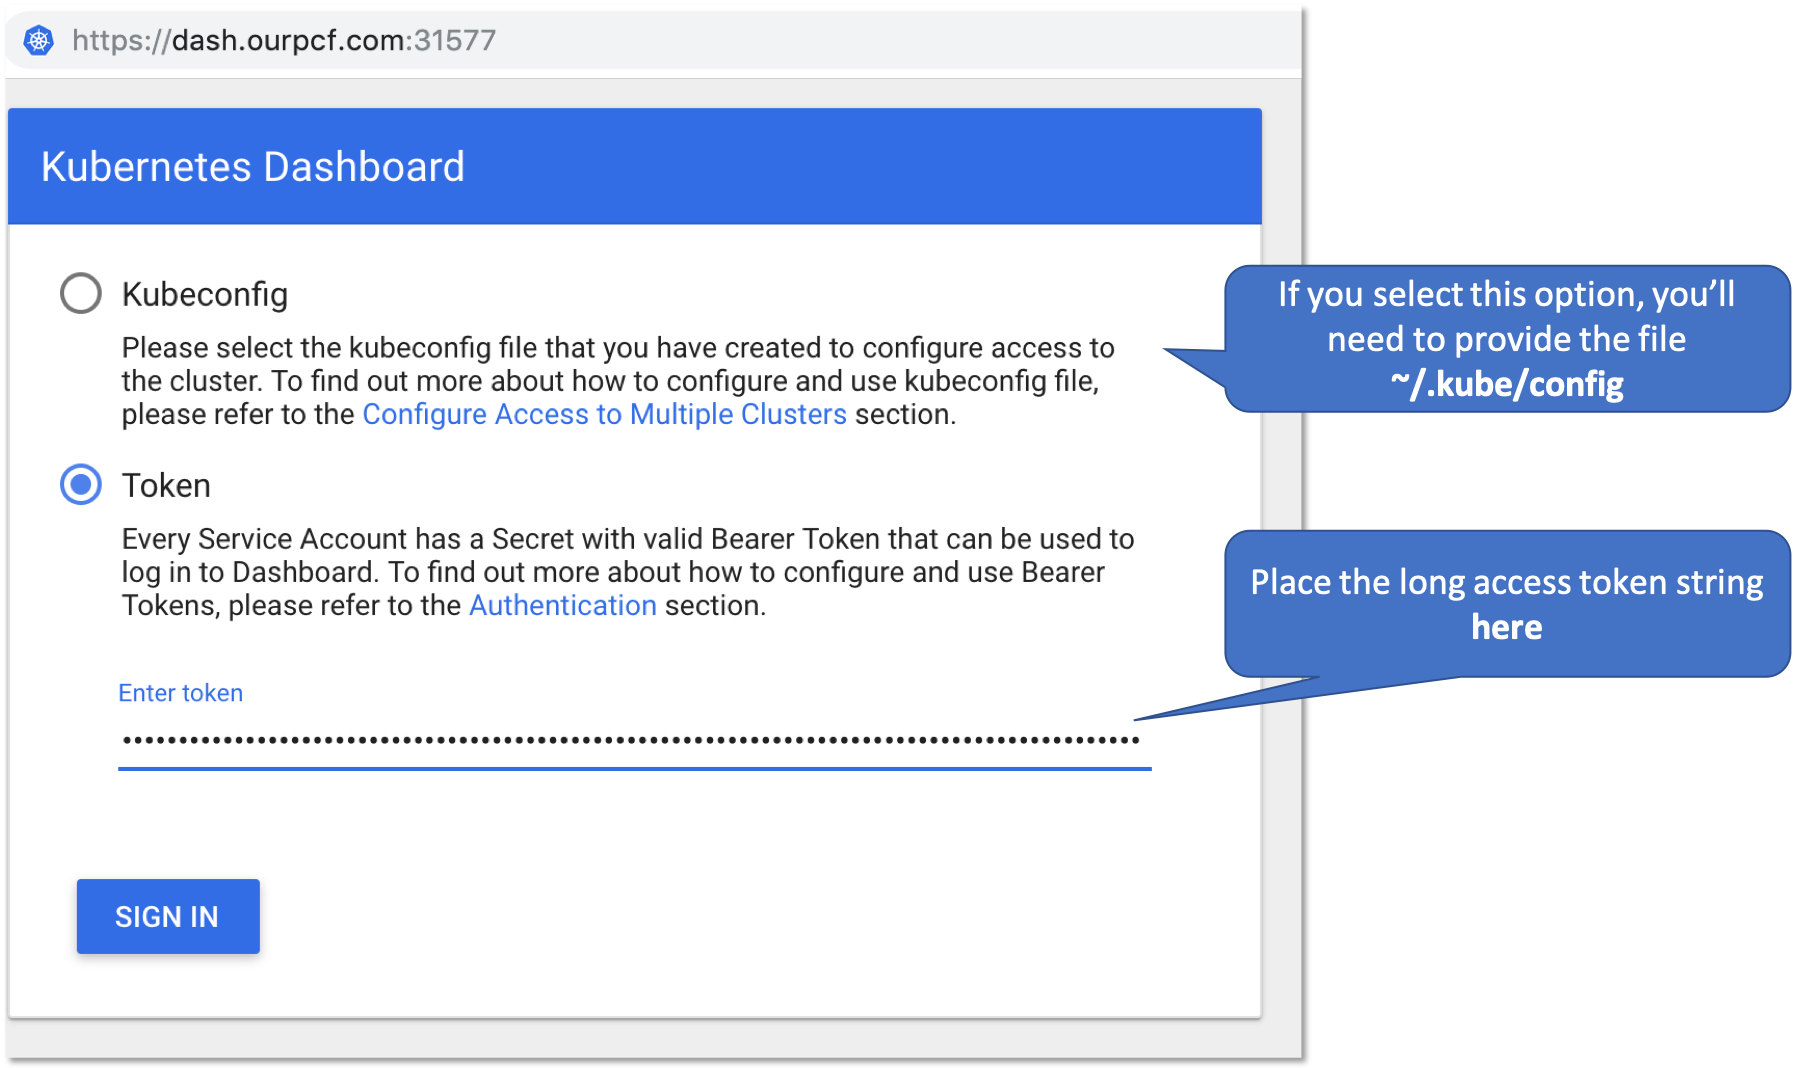 https://dash.ourpcf.com:31577
Kubernetes Dashboard
Kubeconfig
Please select the kubeconfig file that you have created to configure access to
the cluster. To find out more about how to configure and use kubeconfig file,
please refer to the Configure Access to Multiple Clusters section.
If you select this option, you’ll
need to provide the file
~/.kube/config
Token
Every Service Account has a Secret with valid Bearer Token that can be used to
log in to Dashboard. To find out more about how to configure and use Bearer
Tokens, please refer to the Authentication section.
Place the long access token string
here
Enter token
SIGN IN